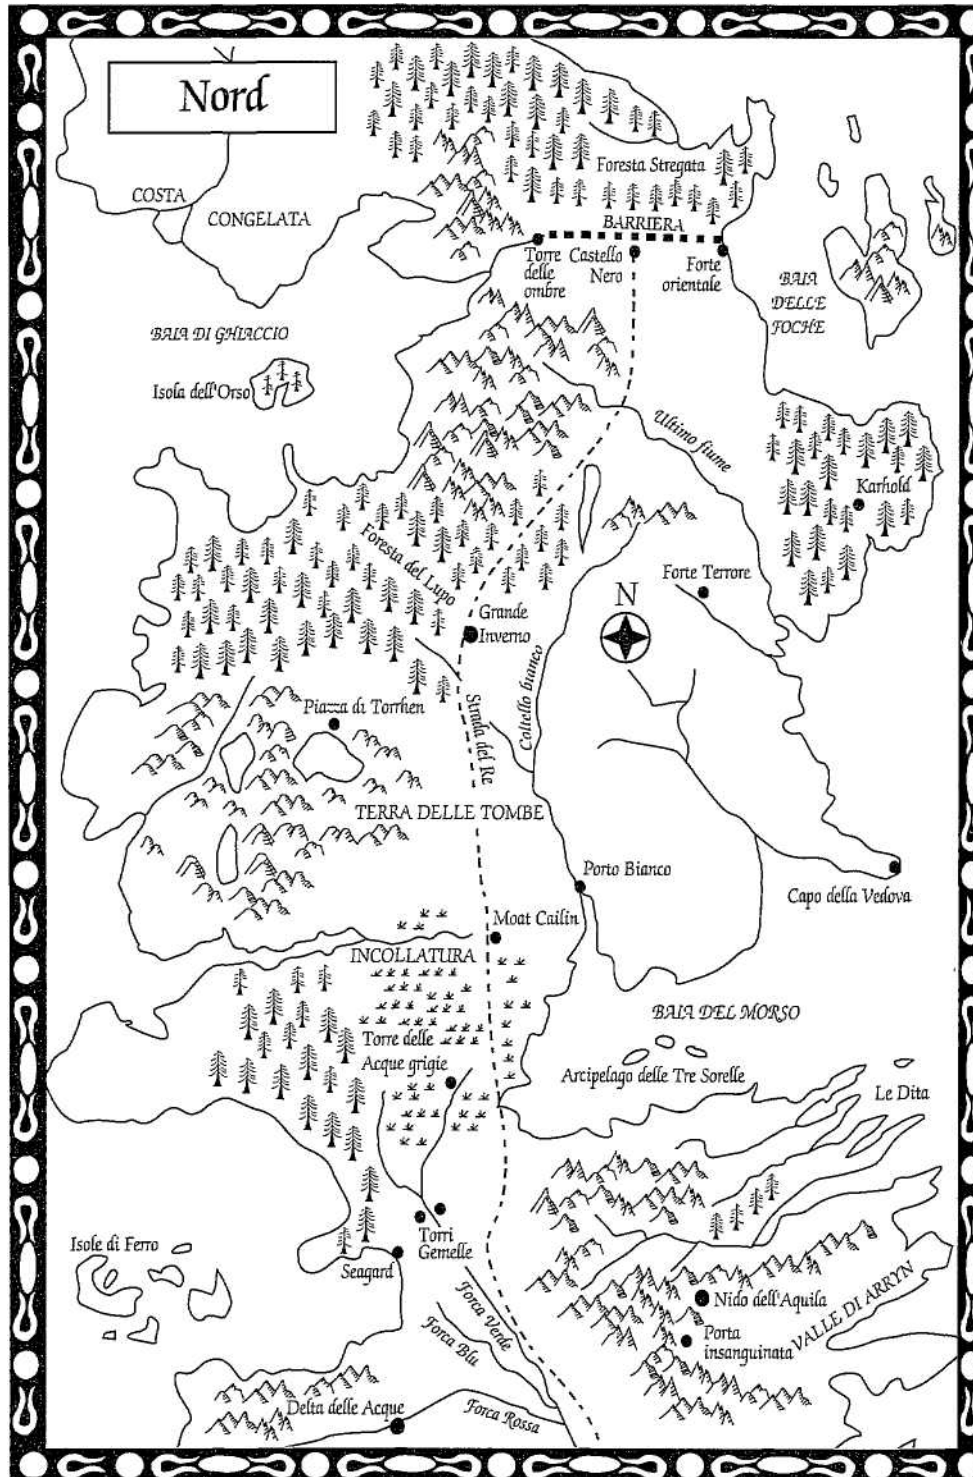 Nord
Foresta Stregata
COSTA
CONGELATA
BARRIERA
Torre
delle
ombre
Castello
Nero
Forte
orientale
BAIA
DELLE
FOCHE
BAIA DI GHIACCIO
Isola dell'Orso
Ultimo fiume
Karhold
Foresta del Lupo
Forte Terrore
N
Grande
Inverno
Coltello bianco
Piazza di Torrhen
Strada del Re
TERRA DELLE TOMBE
Porto Bianco
Capo della Vedova
Moat Cailin
INCOLLATURA
BAIA DEL MORSO
Torre delle
Acque grigie
Arcipelago delle Tre Sorelle
Le Dita
Torri
Gemelle
Isole di Ferro
Seagard
Forca Verde
Forca Blu
Nido dell'Aquila
VALLE DI ARRYN
Porta
insanguinata
Delta delle Acque
Forca Rossa